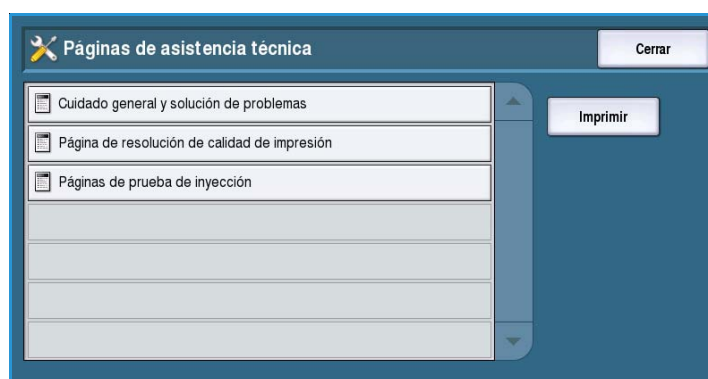 Páginas de asistencia técnica
Cerrar
Cuidado general y solución de problemas
Imprimir
Página de resolución de calidad de impresión
Páginas de prueba de inyección